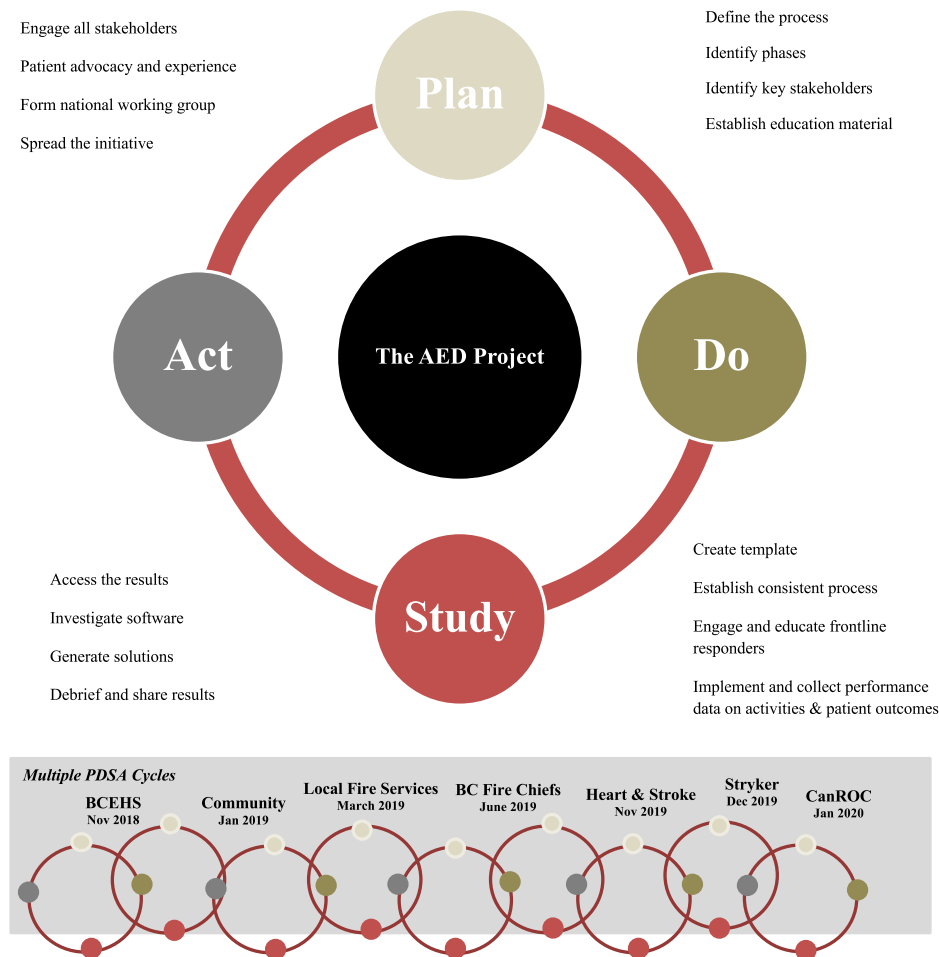 Engage all stakeholders
Patient advocacy and experience
Form national working group
Spread the initiative
Plan
Define the process
Identify phases
Identify key stakeholders
Establish education material
Act
The AED Project
Do
Access the results
Investigate software
Generate solutions
Debrief and share results
Study
Create template
Establish consistent process
Engage and educate frontline
responders
Implement and collect performance
data on activities & patient outcomes
Multiple PDSA Cycles
BCEHS
Nov 2018
Community
Jan 2019
Local Fire Services
March 2019
BC Fire Chiefs
June 2019
Heart & Stroke
Nov 2019
Stryker
Dec 2019
CanROC
Jan 2020